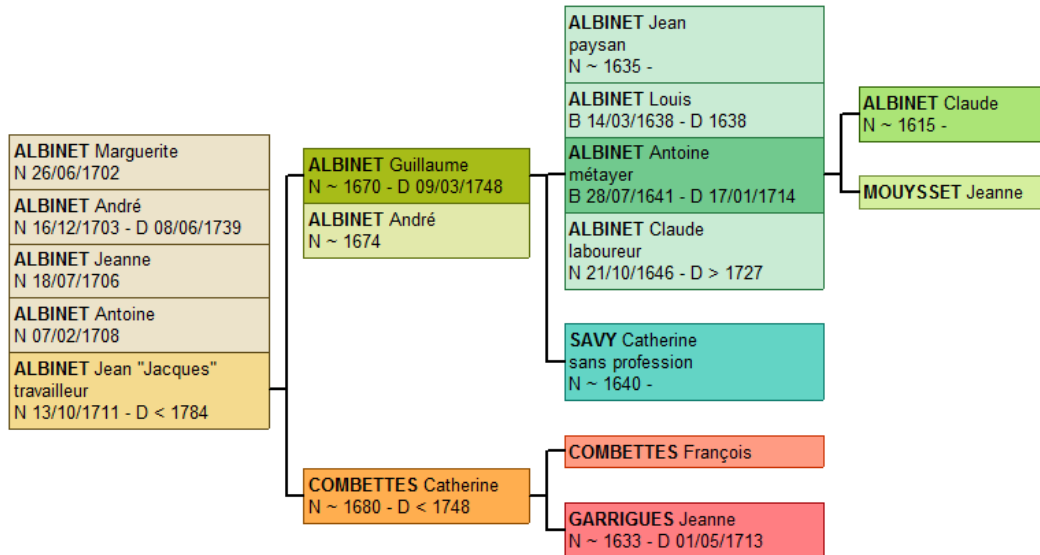 ALBINET Marguerite
N 26/06/1702
ALBINET André
N 16/12/1703 - D 08/06/1739
ALBINET Jeanne
N 18/07/1706
ALBINET Antoine
N 07/02/1708
ALBINET Jean "Jacques"
travailleur
N 13/10/1711 - D < 1784
ALBINET Guillaume
N ~ 1670 - D 09/03/1748
ALBINET André
N ~ 1674
COMBETTES Catherine
N ~ 1680 - D < 1748
ALBINET Jean
paysan
N ~ 1635 -
ALBINET Louis
B 14/03/1638 - D 1638
ALBINET Antoine
métayer
B 28/07/1641 - D 17/01/1714
ALBINET Claude
laboureur
N 21/10/1646 - D > 1727
SAVY Catherine
sans profession
N ~ 1640 -
COMBETTES François
GARRIGUES Jeanne
N ~ 1633 - D 01/05/1713
ALBINET Claude
N ~ 1615 -
MOUYSSET Jeanne